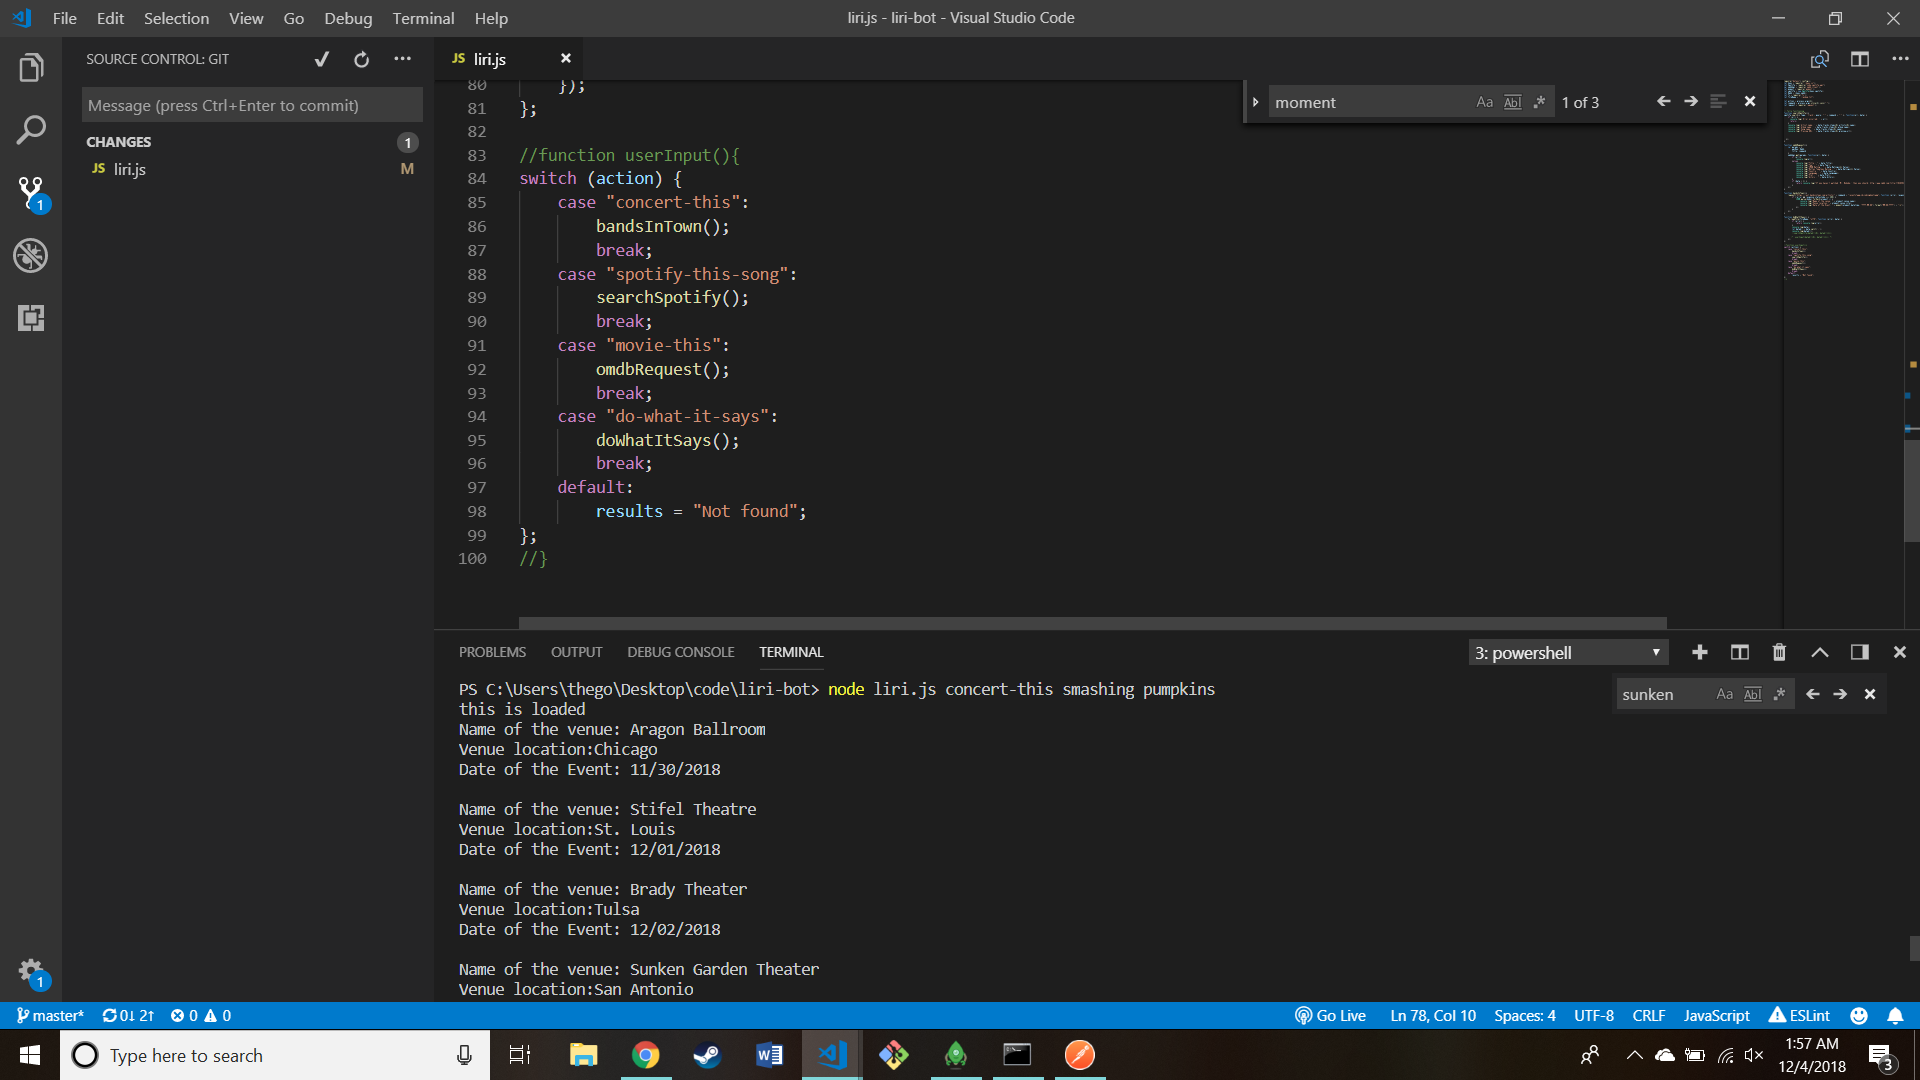 File Edit Selection View Go Debug Terminal Help
liri.js - liri-bot - Visual Studio Code
SOURCE CONTROL: GIT
JS liri.js
Message (press Ctrl+Enter to commit)
CHANGES 1
JS liri.js M
1
1
moment Aa Abl .* 1 of 3
80 });
81 };
82
83 //function userInput(){
84 switch (action) {
85 case "concert-this":
86 bandsInTown();
87 break;
88 case "spotify-this-song":
89 searchSpotify();
90 break;
91 case "movie-this":
92 omdbRequest();
93 break;
94 case "do-what-it-says":
95 doWhatItSays();
96 break;
97 default:
98 results = "Not found";
99 };
100 //}
PROBLEMS OUTPUT DEBUG CONSOLE TERMINAL
3: powershell
sunken Aa Abl .*
PS C:\Users\thego\Desktop\code\liri-bot> node liri.js concert-this smashing pumpkins
this is loaded
Name of the venue: Aragon Ballroom
Venue location:Chicago
Date of the Event: 11/30/2018
Name of the venue: Stifel Theatre
Venue location:St. Louis
Date of the Event: 12/01/2018
Name of the venue: Brady Theater
Venue location:Tulsa
Date of the Event: 12/02/2018
Name of the venue: Sunken Garden Theater
Venue location:San Antonio
master* 0↓ 2↑ 0 0
Go Live Ln 78, Col 10 Spaces: 4 UTF-8 CRLF JavaScript ESLint
Type here to search
1:57 AM
12/4/2018
3